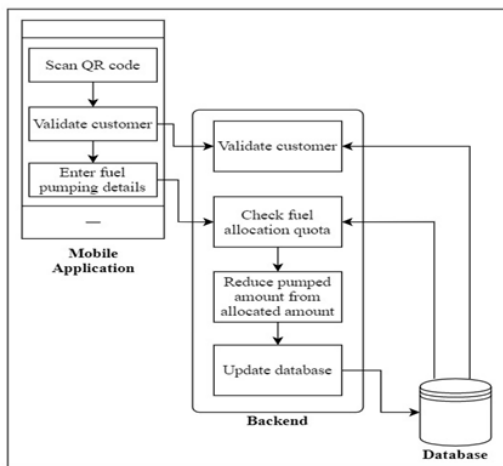 Scan QR code
Validate customer
Enter fuel
pumping details
—
Mobile
Application
Validate customer
Check fuel
allocation quota
Reduce pumped
amount from
allocated amount
Update database
Backend
Database